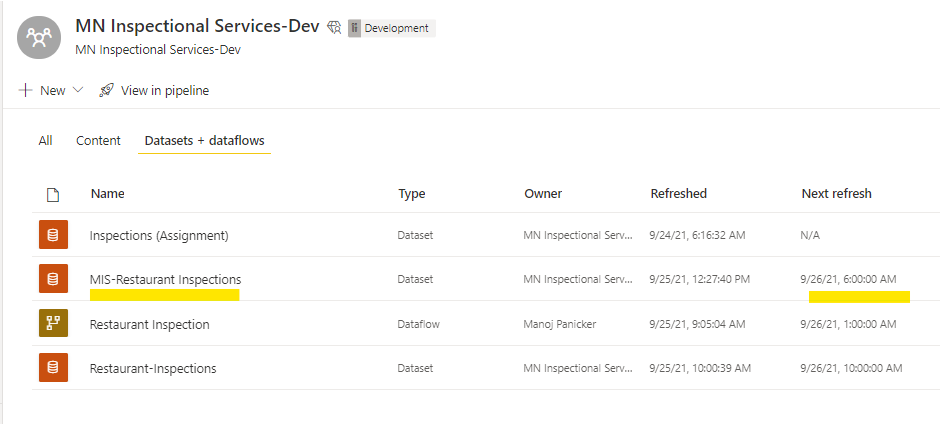 MN Inspectional Services-Dev Development
MN Inspectional Services-Dev
New View in pipeline
All Content Datasets + dataflows
Name Type Owner Refreshed Next refresh
Inspections (Assignment) Dataset MN Inspectional Serv... 9/24/21, 6:16:32 AM N/A
MIS-Restaurant Inspections Dataset MN Inspectional Serv... 9/25/21, 12:27:40 PM 9/26/21, 6:00:00 AM
Restaurant Inspection Dataflow Manoj Panicker 9/25/21, 9:05:04 AM 9/26/21, 1:00:00 AM
Restaurant-Inspections Dataset MN Inspectional Serv... 9/25/21, 10:00:39 AM 9/26/21, 10:00:00 AM